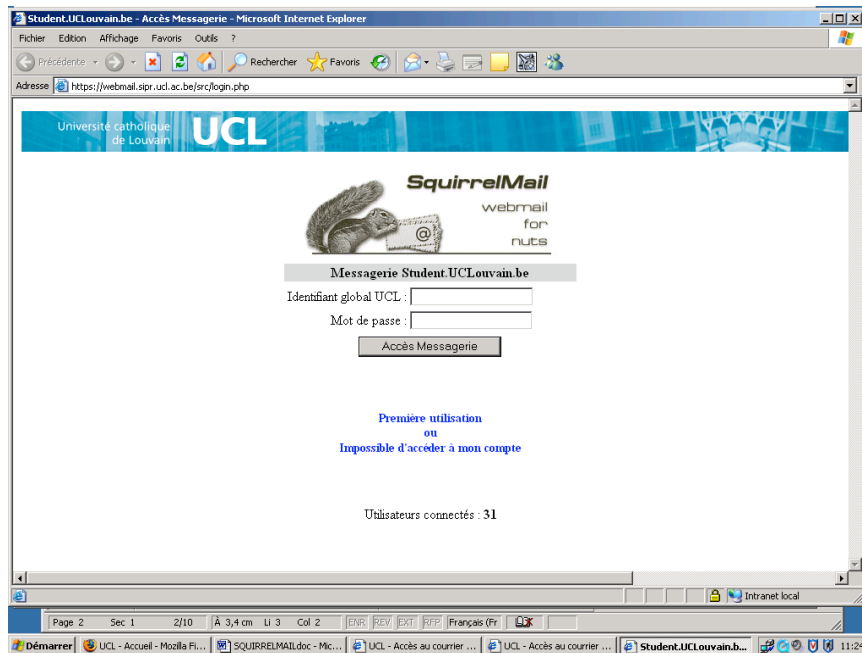 Student.UCLouvain.be - Accès Messagerie - Microsoft Internet Explorer
Fichier Edition Affichage Favoris Outils ?
Précédente Rechercher Favoris
Adresse https://webmail.sipr.ucl.ac.be/src/login.php
Université catholique
de Louvain
UCL
SquirrelMail
webmail
for
nuts
@
Messagerie Student.UCLouvain.be
Identifiant global UCL :
Mot de passe :
Accès Messagerie
Première utilisation
ou
Impossible d'accéder à mon compte
Utilisateurs connectés : 31
Intranet local
Page 2 Sec 1 2/10 À 3,4 cm Li 3 Col 2 ENR REV EXT RFP Français (Fr
Démarrer UCL - Accueil - Mozilla Fi... SQUIRRELMAIL.doc - Mic... UCL - Accès au courrier ... UCL - Accès au courrier ... Student.UCLouvain.b... 11:24